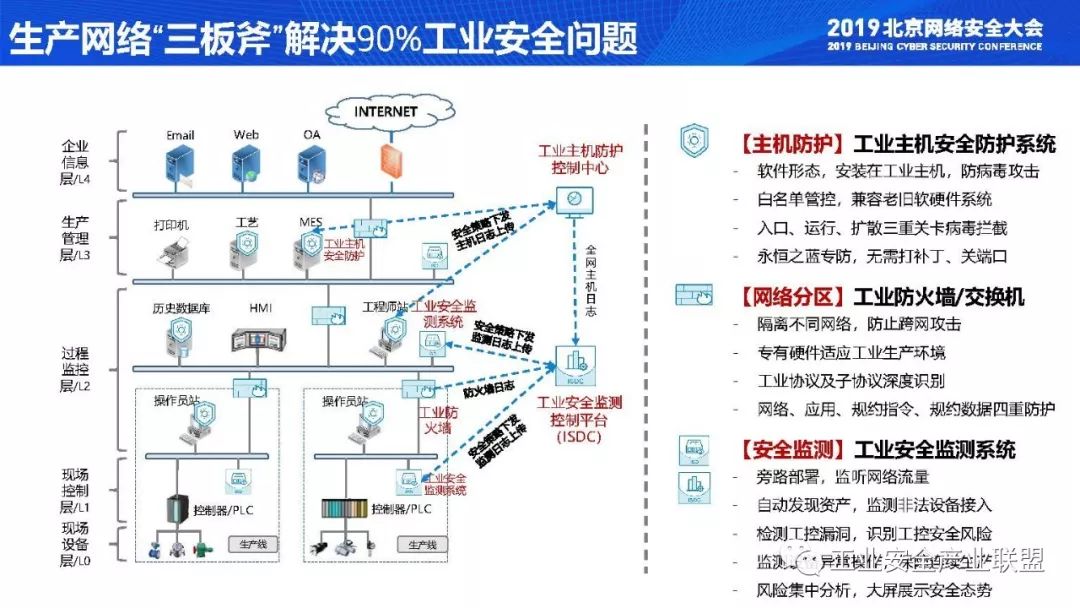 生产网络“三板斧”解决90%工业安全问题
2019北京网络安全大会
2019 BEIJING CYBER SECURITY CONFERENCE
INTERNET
企业
信息
层/L4
Email
Web
OA
工业主机防护
控制中心
生产
管理
层/L3
打印机
工艺
MES
工业主机
安全防护
安全策略下发
主机日志上传
全网主机日志
过程
监控
层/L2
历史数据库
HMI
工程师站
工业安全监
测系统
安全策略下发
监测日志上传
ISDC
防火墙日志
工业安全监测
控制平台
(ISDC)
操作员站
操作员站
工业防
火墙
安全策略下发
监测日志上传
现场
控制
层/L1
控制器/PLC
控制器/PLC
工业安全
监测系统
现场
设备
层/L0
生产线
生产线
【主机防护】工业主机安全防护系统
- 软件形态，安装在工业主机，防病毒攻击
- 白名单管控，兼容老旧软硬件系统
- 入口、运行、扩散三重关卡病毒拦截
- 永恒之蓝专防，无需打补丁、关端口
【网络分区】工业防火墙/交换机
- 隔离不同网络，防止跨网攻击
- 专有硬件适应工业生产环境
- 工业协议及子协议深度识别
- 网络、应用、规约指令、规约数据四重防护
【安全监测】工业安全监测系统
- 旁路部署，监听网络流量
- 自动发现资产，监测非法设备接入
- 检测工控漏洞，识别工控安全风险
- 监测
- 风险集中分析，大屏展示安全态势
工业安全产业联盟